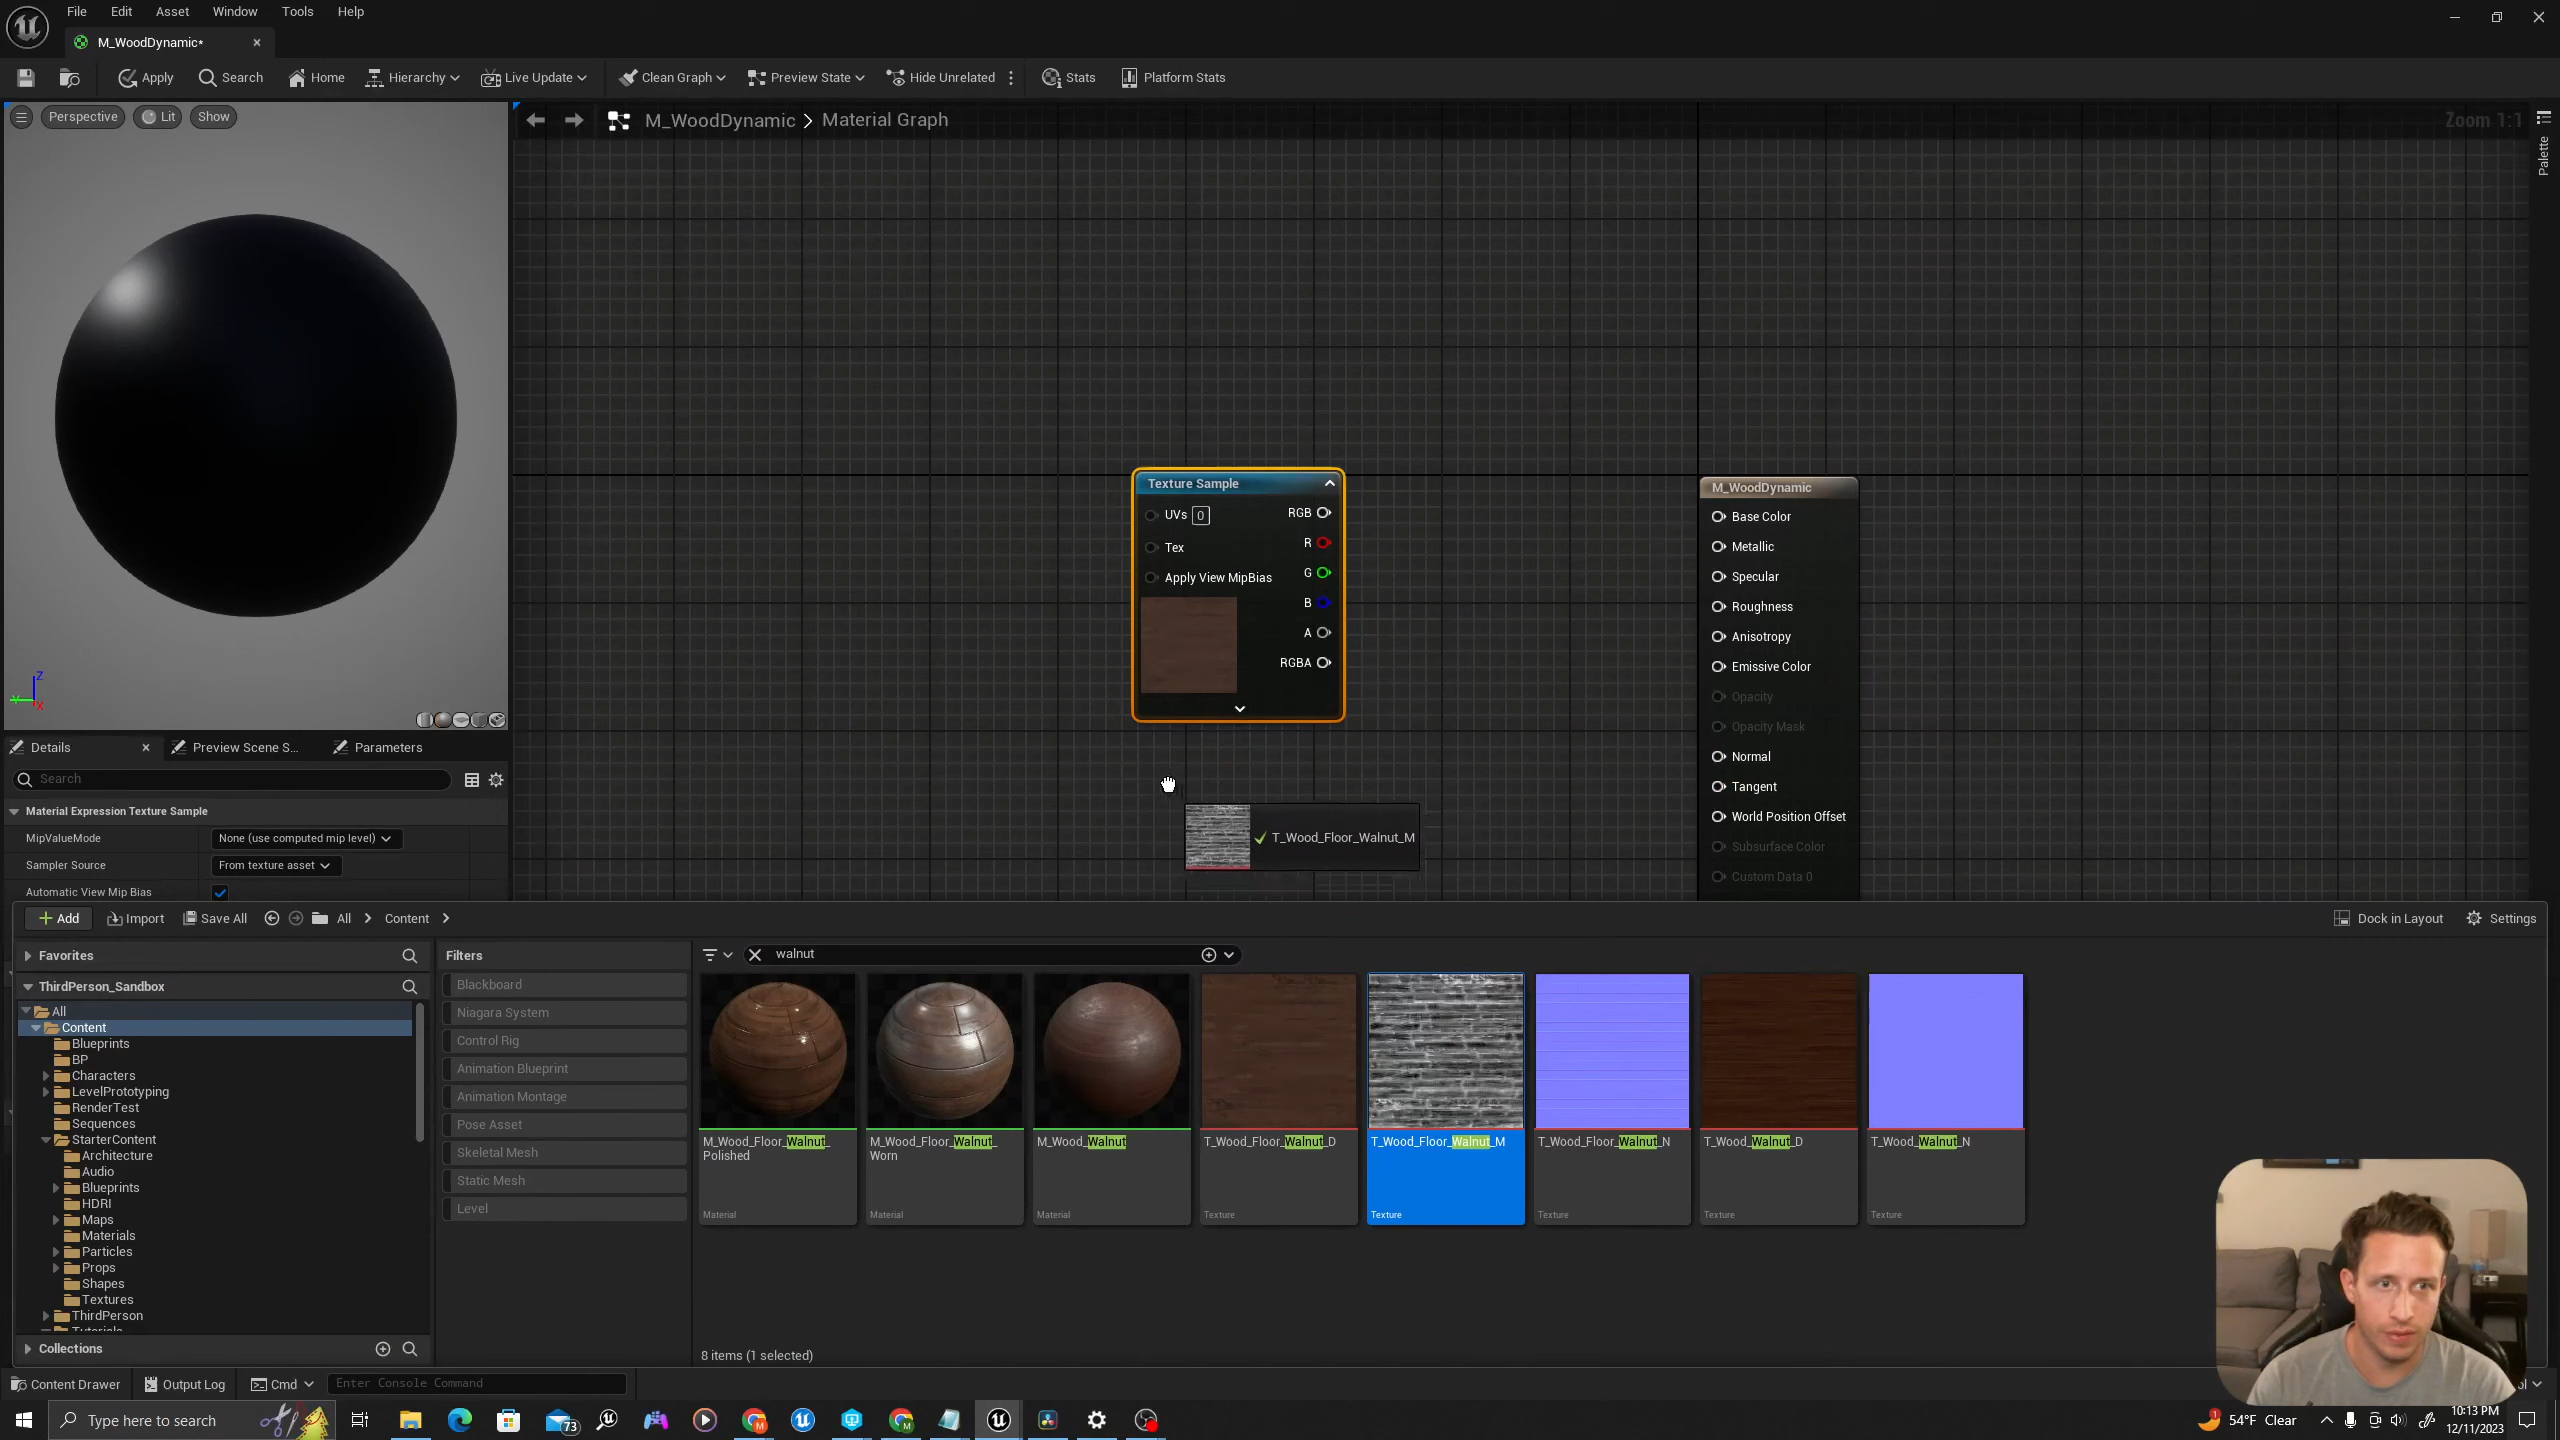 File Edit Asset Window Tools Help
M_WoodDynamic*
Apply Search Home Hierarchy Live Update Clean Graph Preview State Hide Unrelated Stats Platform Stats
Perspective Lit Show
M_WoodDynamic > Material Graph
Zoom 1:1
Palette
Texture Sample
UVs 0 RGB
R
Tex
G
Apply View MipBias
B
A
RGBA
M_WoodDynamic
Base Color
Metallic
Specular
Roughness
Anisotropy
Emissive Color
Opacity
Opacity Mask
Normal
Tangent
World Position Offset
Subsurface Color
Custom Data 0
T_Wood_Floor_Walnut_M
Z
Y
X
Details Preview Scene S... Parameters
Search
Material Expression Texture Sample
MipValueMode None (use computed mip level)
Sampler Source From texture asset
Automatic View Mip Bias
Add Import Save All All > Content >
Dock in Layout Settings
Favorites
ThirdPerson_Sandbox
All
Content
Blueprints
BP
Characters
LevelPrototyping
RenderTest
Sequences
StarterContent
Architecture
Audio
Blueprints
HDRI
Maps
Materials
Particles
Props
Shapes
Textures
ThirdPerson
Tutorials
Collections
Filters
Blackboard
Niagara System
Control Rig
Animation Blueprint
Animation Montage
Pose Asset
Skeletal Mesh
Static Mesh
Level
walnut
M_Wood_Floor_Walnut_
Polished
Material
M_Wood_Floor_Walnut_
Worn
Material
M_Wood_Walnut
Material
T_Wood_Floor_Walnut_D
Texture
T_Wood_Floor_Walnut_M
Texture
T_Wood_Floor_Walnut_N
Texture
T_Wood_Walnut_D
Texture
T_Wood_Walnut_N
Texture
8 items (1 selected)
Content Drawer Output Log Cmd Enter Console Command
Type here to search
73
1
54°F Clear
10:13 PM
12/11/2023